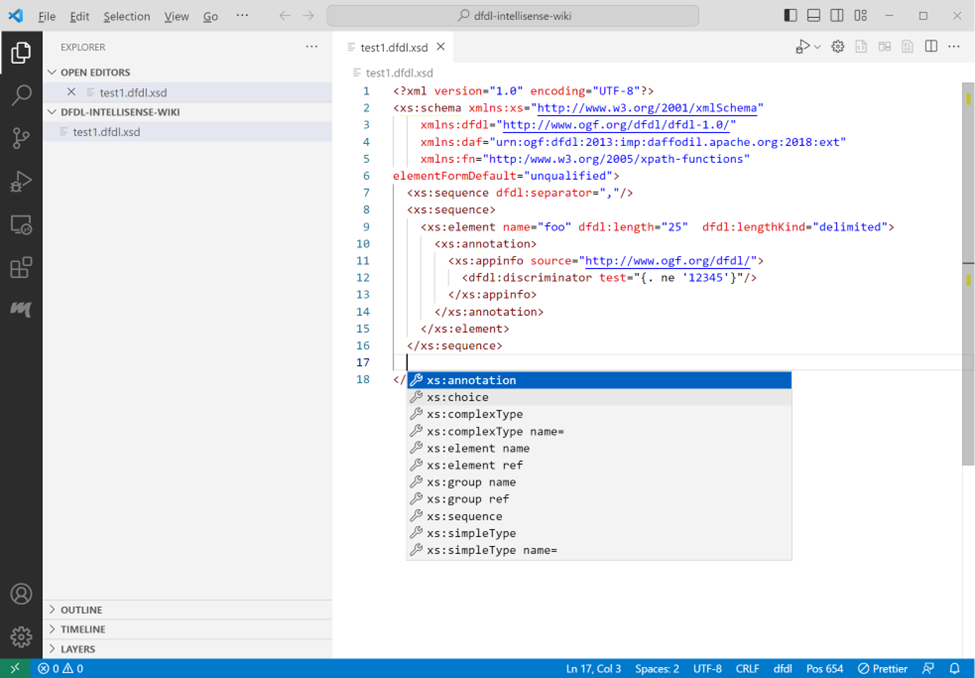 File Edit Selection View Go ··· dfdl-intellisense-wiki
EXPLORER ···
OPEN EDITORS
test1.dfdl.xsd
DFDL-INTELLISENSE-WIKI
test1.dfdl.xsd
OUTLINE
TIMELINE
LAYERS
test1.dfdl.xsd
test1.dfdl.xsd
1 <?xml version="1.0" encoding="UTF-8"?>
2 <xs:schema xmlns:xs="http://www.w3.org/2001/xmlSchema"
3 xmlns:dfdl="http://www.ogf.org/dfdl/dfdl-1.0/"
4 xmlns:daf="urn:ogf:dfdl:2013:imp:daffodil.apache.org:2018:ext"
5 xmlns:fn="http:/www.w3.org/2005/xpath-functions"
6 elementFormDefault="unqualified">
7 <xs:sequence dfdl:separator=","/>
8 <xs:sequence>
9 <xs:element name="foo" dfdl:length="25"  dfdl:lengthKind="delimited">
10 <xs:annotation>
11 <xs:appinfo source="http://www.ogf.org/dfdl/">
12 <dfdl:discriminator test="{. ne '12345'}"/>
13 </xs:appinfo>
14 </xs:annotation>
15 </xs:element>
16 </xs:sequence>
17
18 </
xs:annotation
xs:choice
xs:complexType
xs:complexType name=
xs:element name
xs:element ref
xs:group name
xs:group ref
xs:sequence
xs:simpleType
xs:simpleType name=
0 0 Ln 17, Col 3 Spaces: 2 UTF-8 CRLF dfdl Pos 654 Prettier